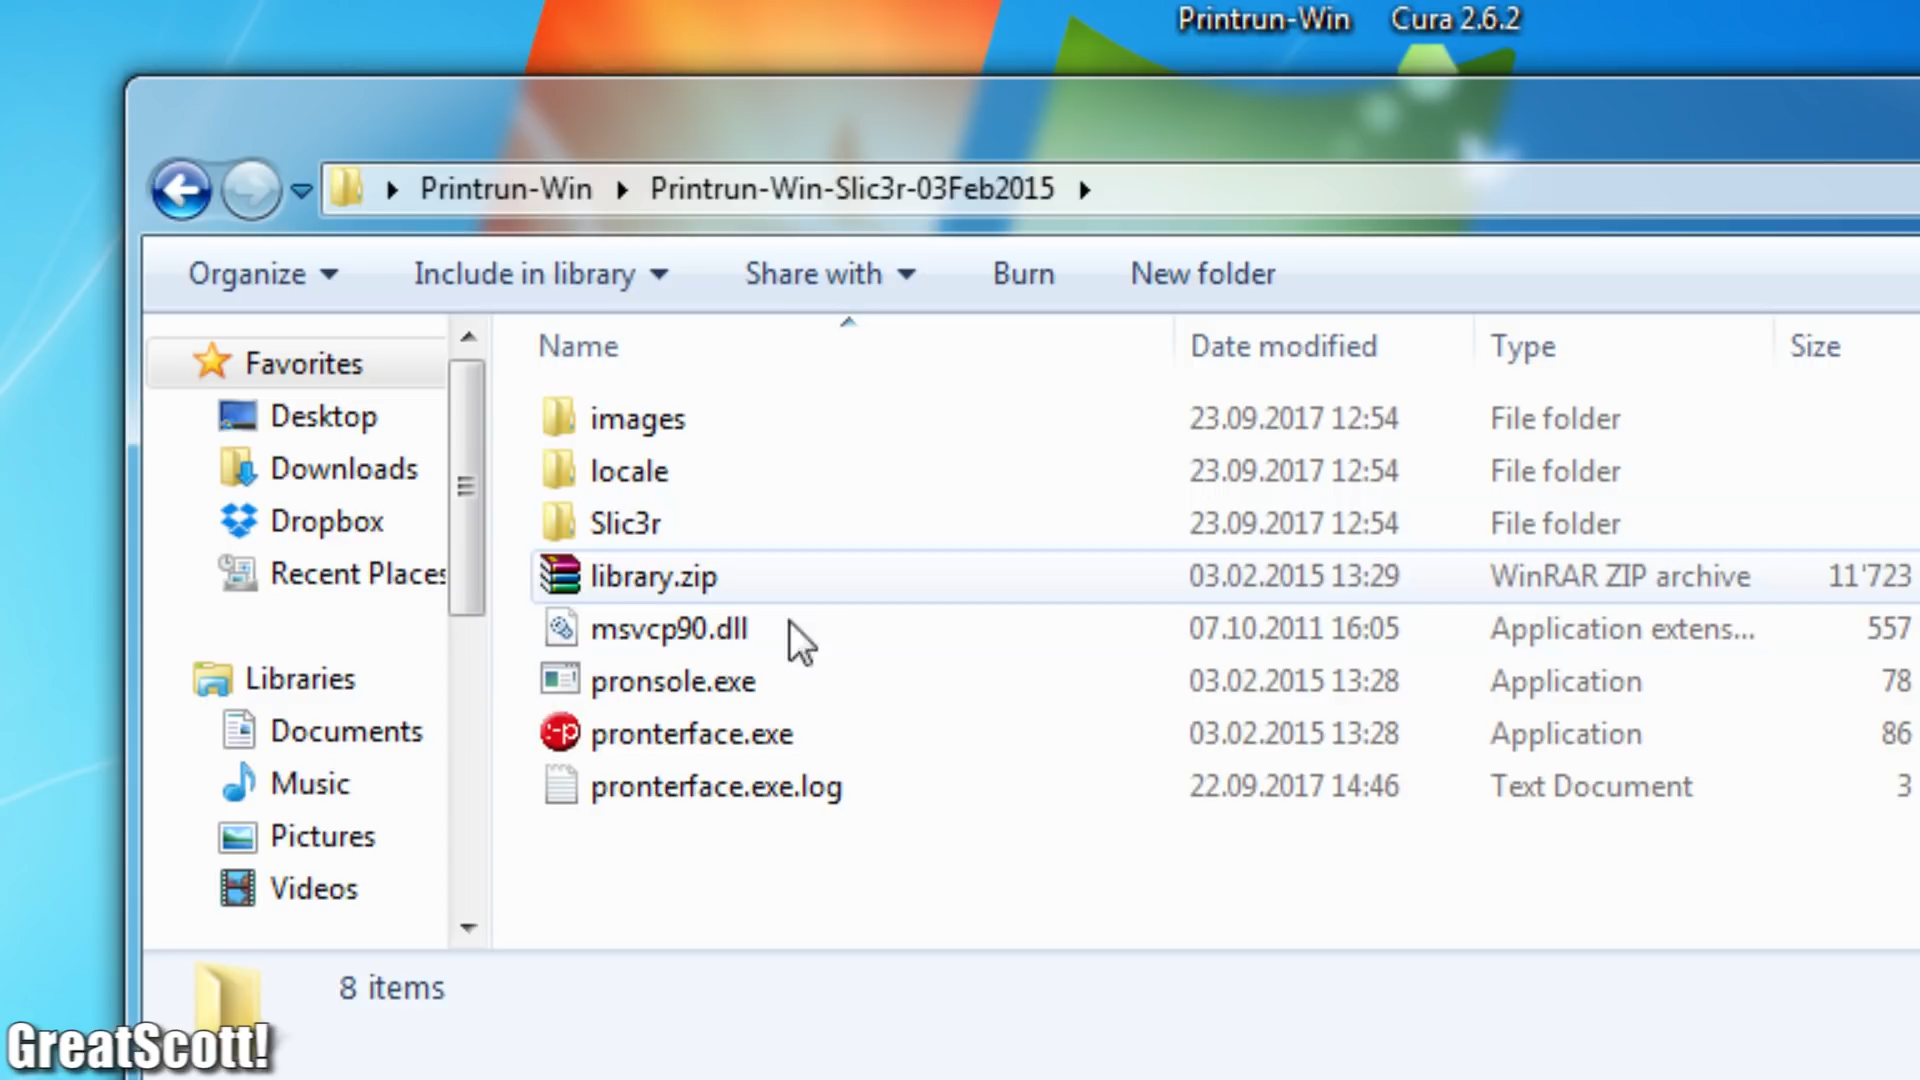 Printrun-Win Cura 2.6.2
Printrun-Win Printrun-Win-Slic3r-03Feb2015
Organize Include in library Share with Burn New folder
Name Date modified Type Size
Favorites
Desktop
Downloads
Dropbox
Recent Places
Libraries
Documents
Music
Pictures
Videos
images 23.09.2017 12:54 File folder
locale 23.09.2017 12:54 File folder
Slic3r 23.09.2017 12:54 File folder
library.zip 03.02.2015 13:29 WinRAR ZIP archive 11'723
msvcp90.dll 07.10.2011 16:05 Application extens... 557
pronsole.exe 03.02.2015 13:28 Application 78
pronterface.exe 03.02.2015 13:28 Application 86
pronterface.exe.log 22.09.2017 14:46 Text Document 3
8 items
GreatScott!